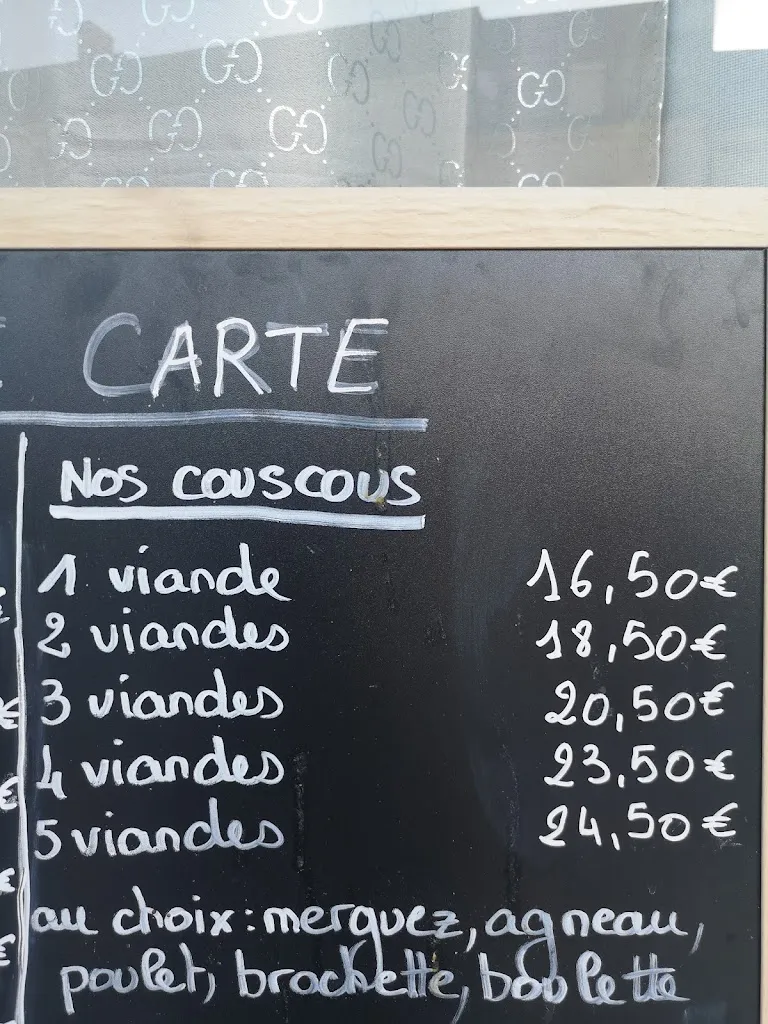 CARTE
Nos couscous
1 viande 16,50€
2 viandes 18,50€
3 viandes 20,50€
4 viandes 23,50€
5 viandes 24,50€
au choix: merguez, agneau,
poulet, brochette, boulette